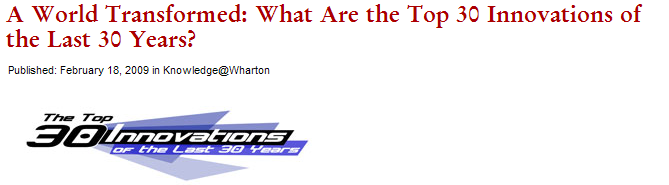 A World Transformed: What Are the Top 30 Innovations of
the Last 30 Years?
Published: February 18, 2009 in Knowledge@Wharton
The Top
30 Innovations
of the Last 30 Years